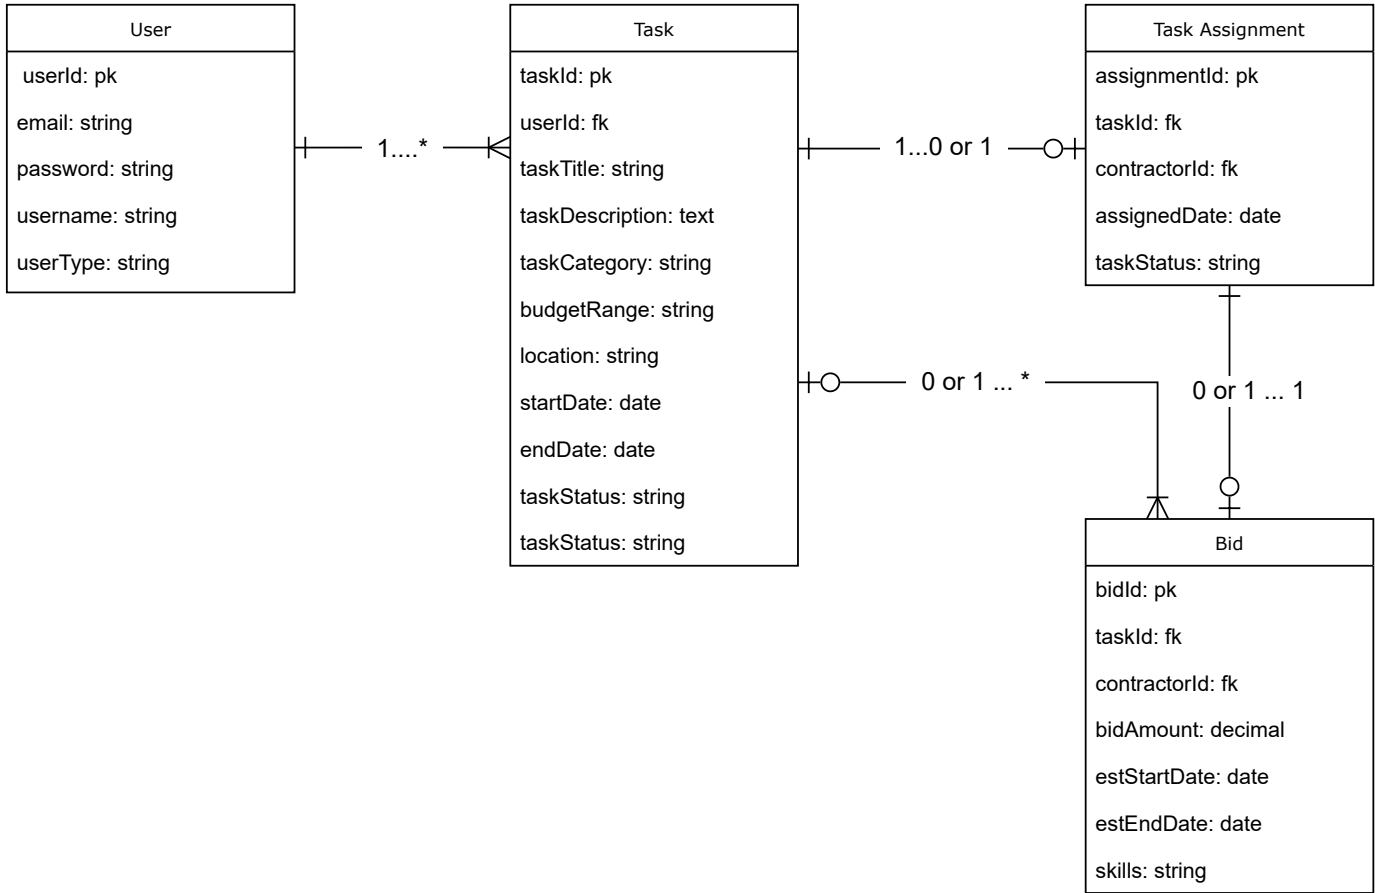 User
userId: pk
email: string
password: string
username: string
userType: string
1....*
Task
taskId: pk
userId: fk
taskTitle: string
taskDescription: text
taskCategory: string
budgetRange: string
location: string
startDate: date
endDate: date
taskStatus: string
taskStatus: string
1...0 or 1
0 or 1 ... *
Task Assignment
assignmentId: pk
taskId: fk
contractorId: fk
assignedDate: date
taskStatus: string
0 or 1 ... 1
Bid
bidId: pk
taskId: fk
contractorId: fk
bidAmount: decimal
estStartDate: date
estEndDate: date
skills: string